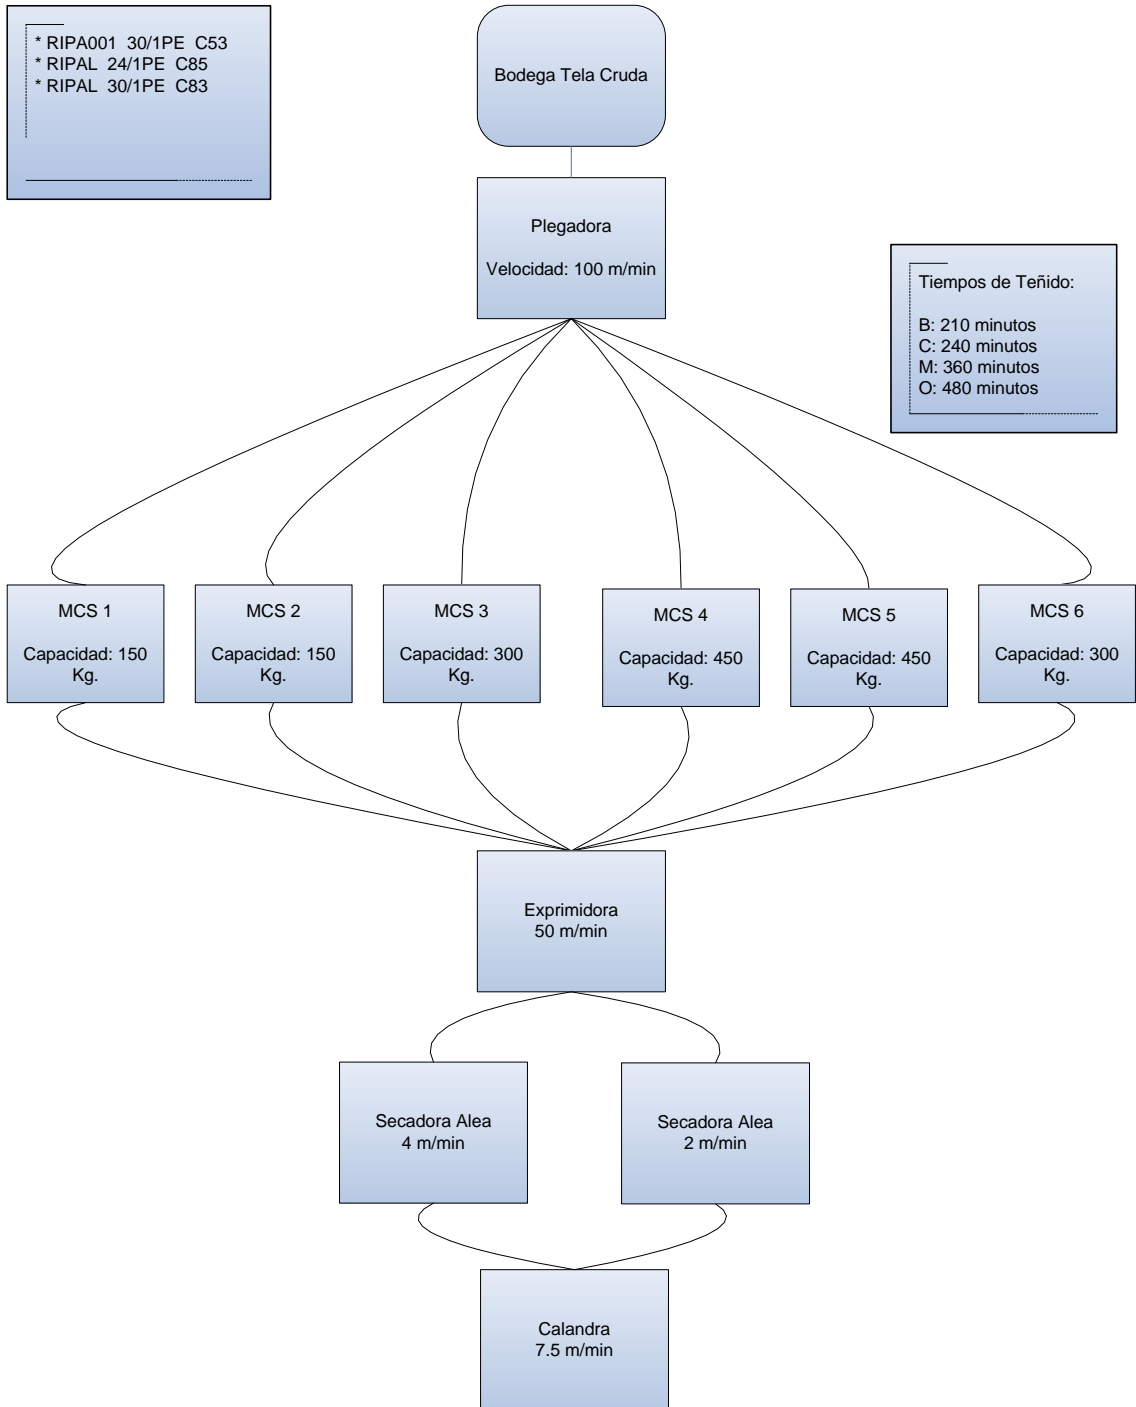 * RIPA001  30/1PE  C53
* RIPAL  24/1PE  C85
* RIPAL  30/1PE  C83
Bodega Tela Cruda
Plegadora
Velocidad: 100 m/min
Tiempos de Teñido:
B: 210 minutos
C: 240 minutos
M: 360 minutos
O: 480 minutos
MCS 1
Capacidad: 150
Kg.
MCS 2
Capacidad: 150
Kg.
MCS 3
Capacidad: 300
Kg.
MCS 4
Capacidad: 450
Kg.
MCS 5
Capacidad: 450
Kg.
MCS 6
Capacidad: 300
Kg.
Exprimidora
50 m/min
Secadora Alea
4 m/min
Secadora Alea
2 m/min
Calandra
7.5 m/min